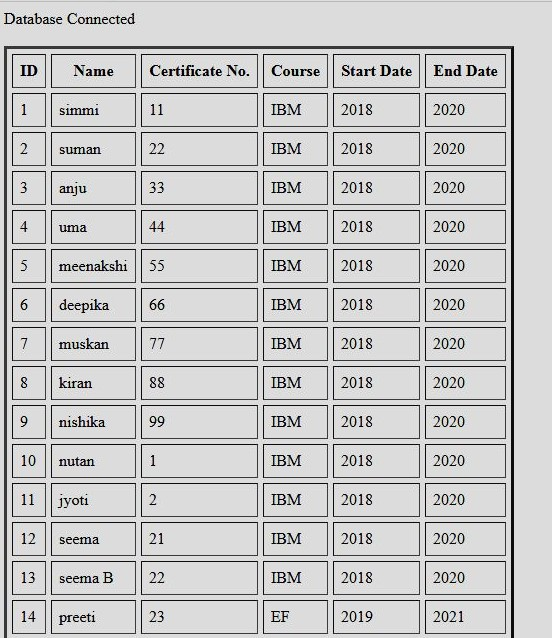 Database Connected
ID Name Certificate No. Course Start Date End Date
1 simmi 11 IBM 2018 2020
2 suman 22 IBM 2018 2020
3 anju 33 IBM 2018 2020
4 uma 44 IBM 2018 2020
5 meenakshi 55 IBM 2018 2020
6 deepika 66 IBM 2018 2020
7 muskan 77 IBM 2018 2020
8 kiran 88 IBM 2018 2020
9 nishika 99 IBM 2018 2020
10 nutan 1 IBM 2018 2020
11 jyoti 2 IBM 2018 2020
12 seema 21 IBM 2018 2020
13 seema B 22 IBM 2018 2020
14 preeti 23 EF 2019 2021